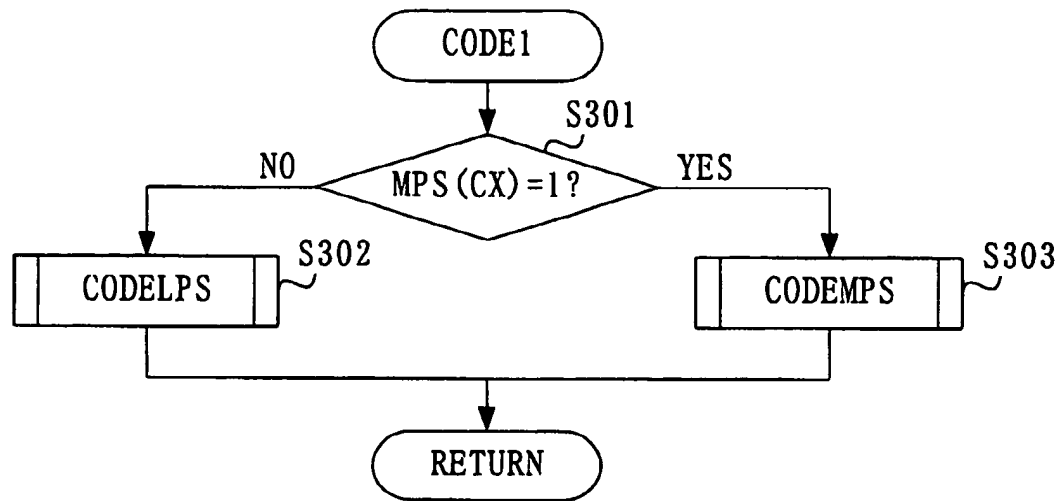 CODE1
S301
NO
MPS(CX)=1?
YES
CODELPS
S302
CODEMPS
S303
RETURN